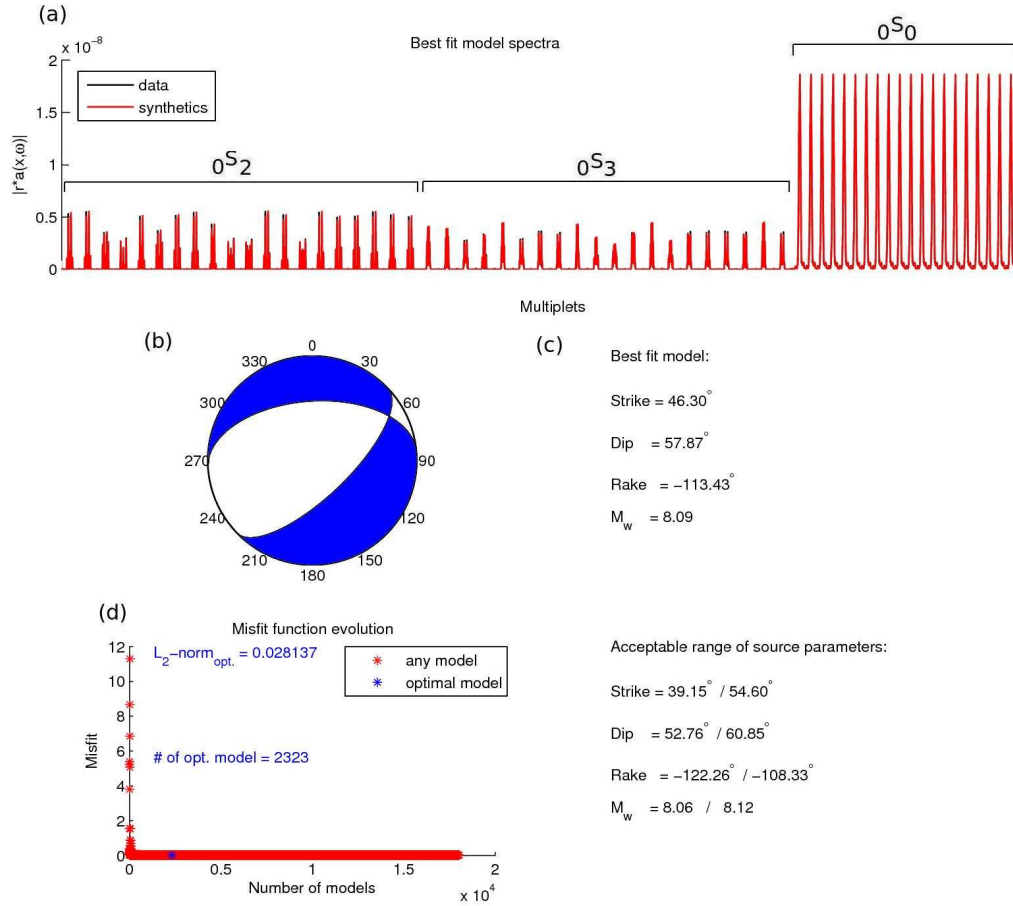 (a)
x 10⁻⁸
Best fit model spectra
₀S₀
2
1.5
1
0.5
0
|r*a(x,ω)|
data
synthetics
₀S₂
₀S₃
Multiplets
(b)
0
30
60
90
120
150
180
210
240
270
300
330
(c)
Best fit model:
Strike = 46.30°
Dip = 57.87°
Rake = −113.43°
M_w = 8.09
(d)
Misfit function evolution
L₂−norm_opt. = 0.028137
# of opt. model = 2323
any model
optimal model
Misfit
12
10
8
6
4
2
0
0
0.5
1
1.5
2
x 10⁴
Number of models
Acceptable range of source parameters:
Strike = 39.15° / 54.60°
Dip = 52.76° / 60.85°
Rake = −122.26° / −108.33°
M_w = 8.06 / 8.12